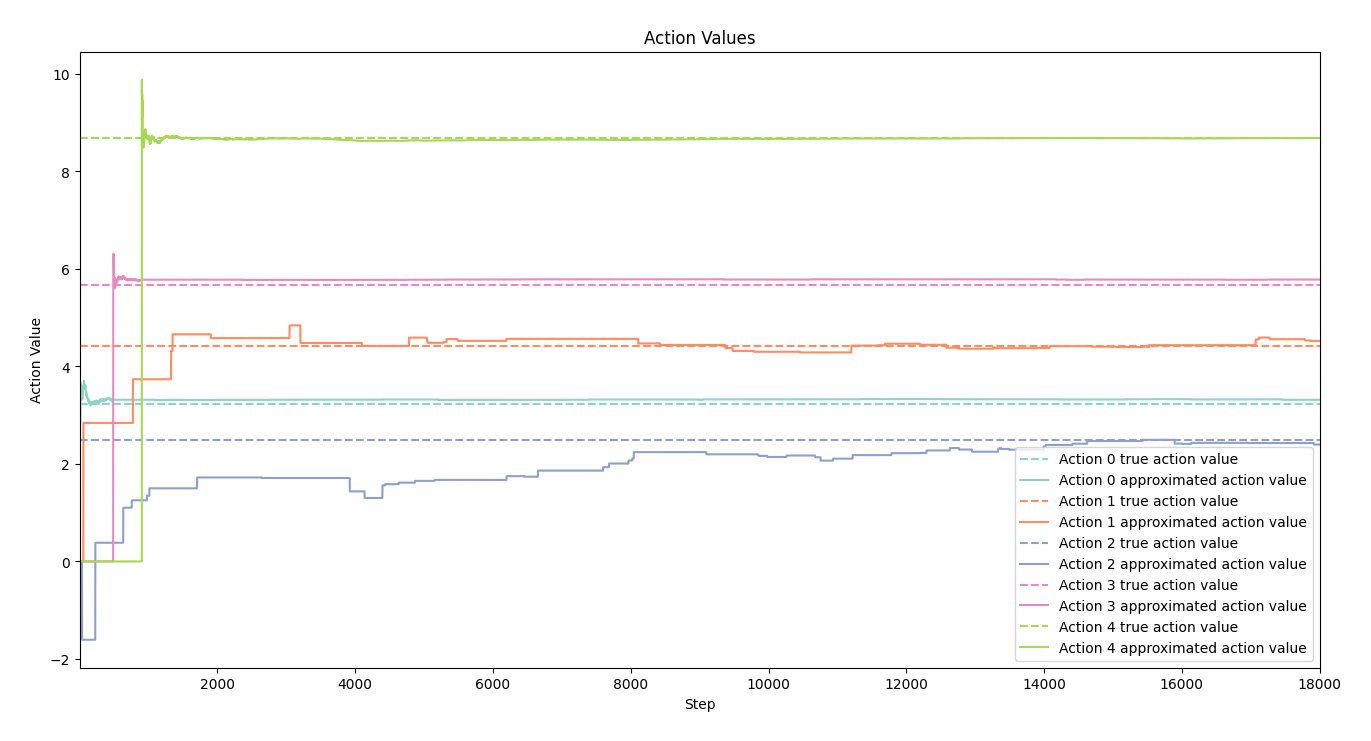 Action Values
Action Value
10
8
6
4
2
0
−2
2000
4000
6000
8000
10000
12000
14000
16000
18000
Step
Action 0 true action value
Action 0 approximated action value
Action 1 true action value
Action 1 approximated action value
Action 2 true action value
Action 2 approximated action value
Action 3 true action value
Action 3 approximated action value
Action 4 true action value
Action 4 approximated action value